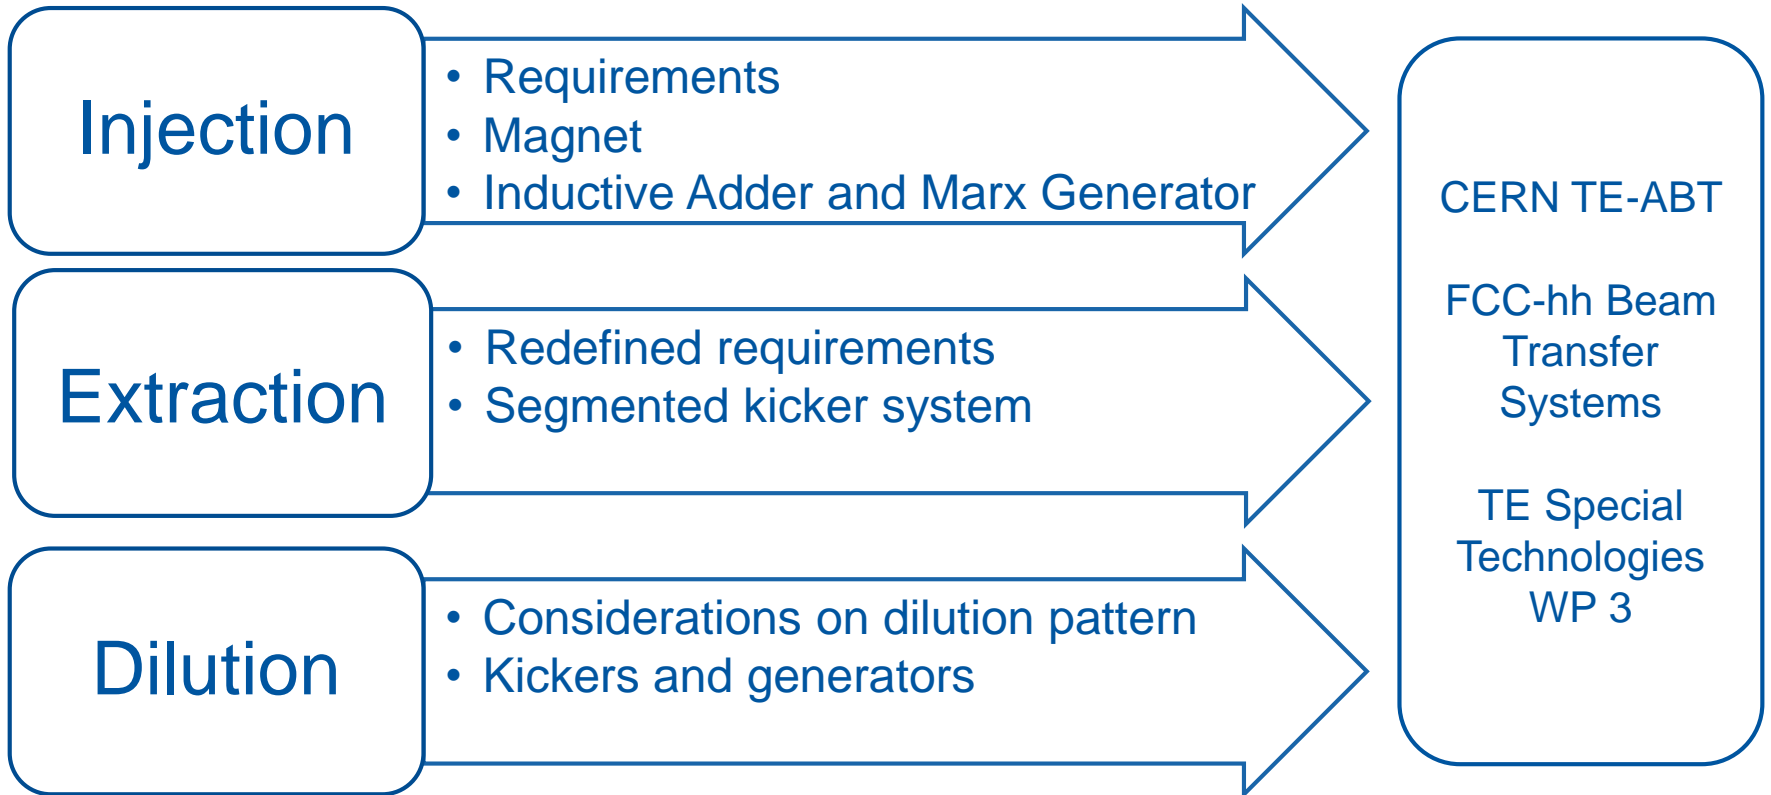 Injection
• Requirements
• Magnet
• Inductive Adder and Marx Generator
Extraction
• Redefined requirements
• Segmented kicker system
Dilution
• Considerations on dilution pattern
• Kickers and generators
CERN TE-ABT
FCC-hh Beam
Transfer
Systems
TE Special
Technologies
WP 3